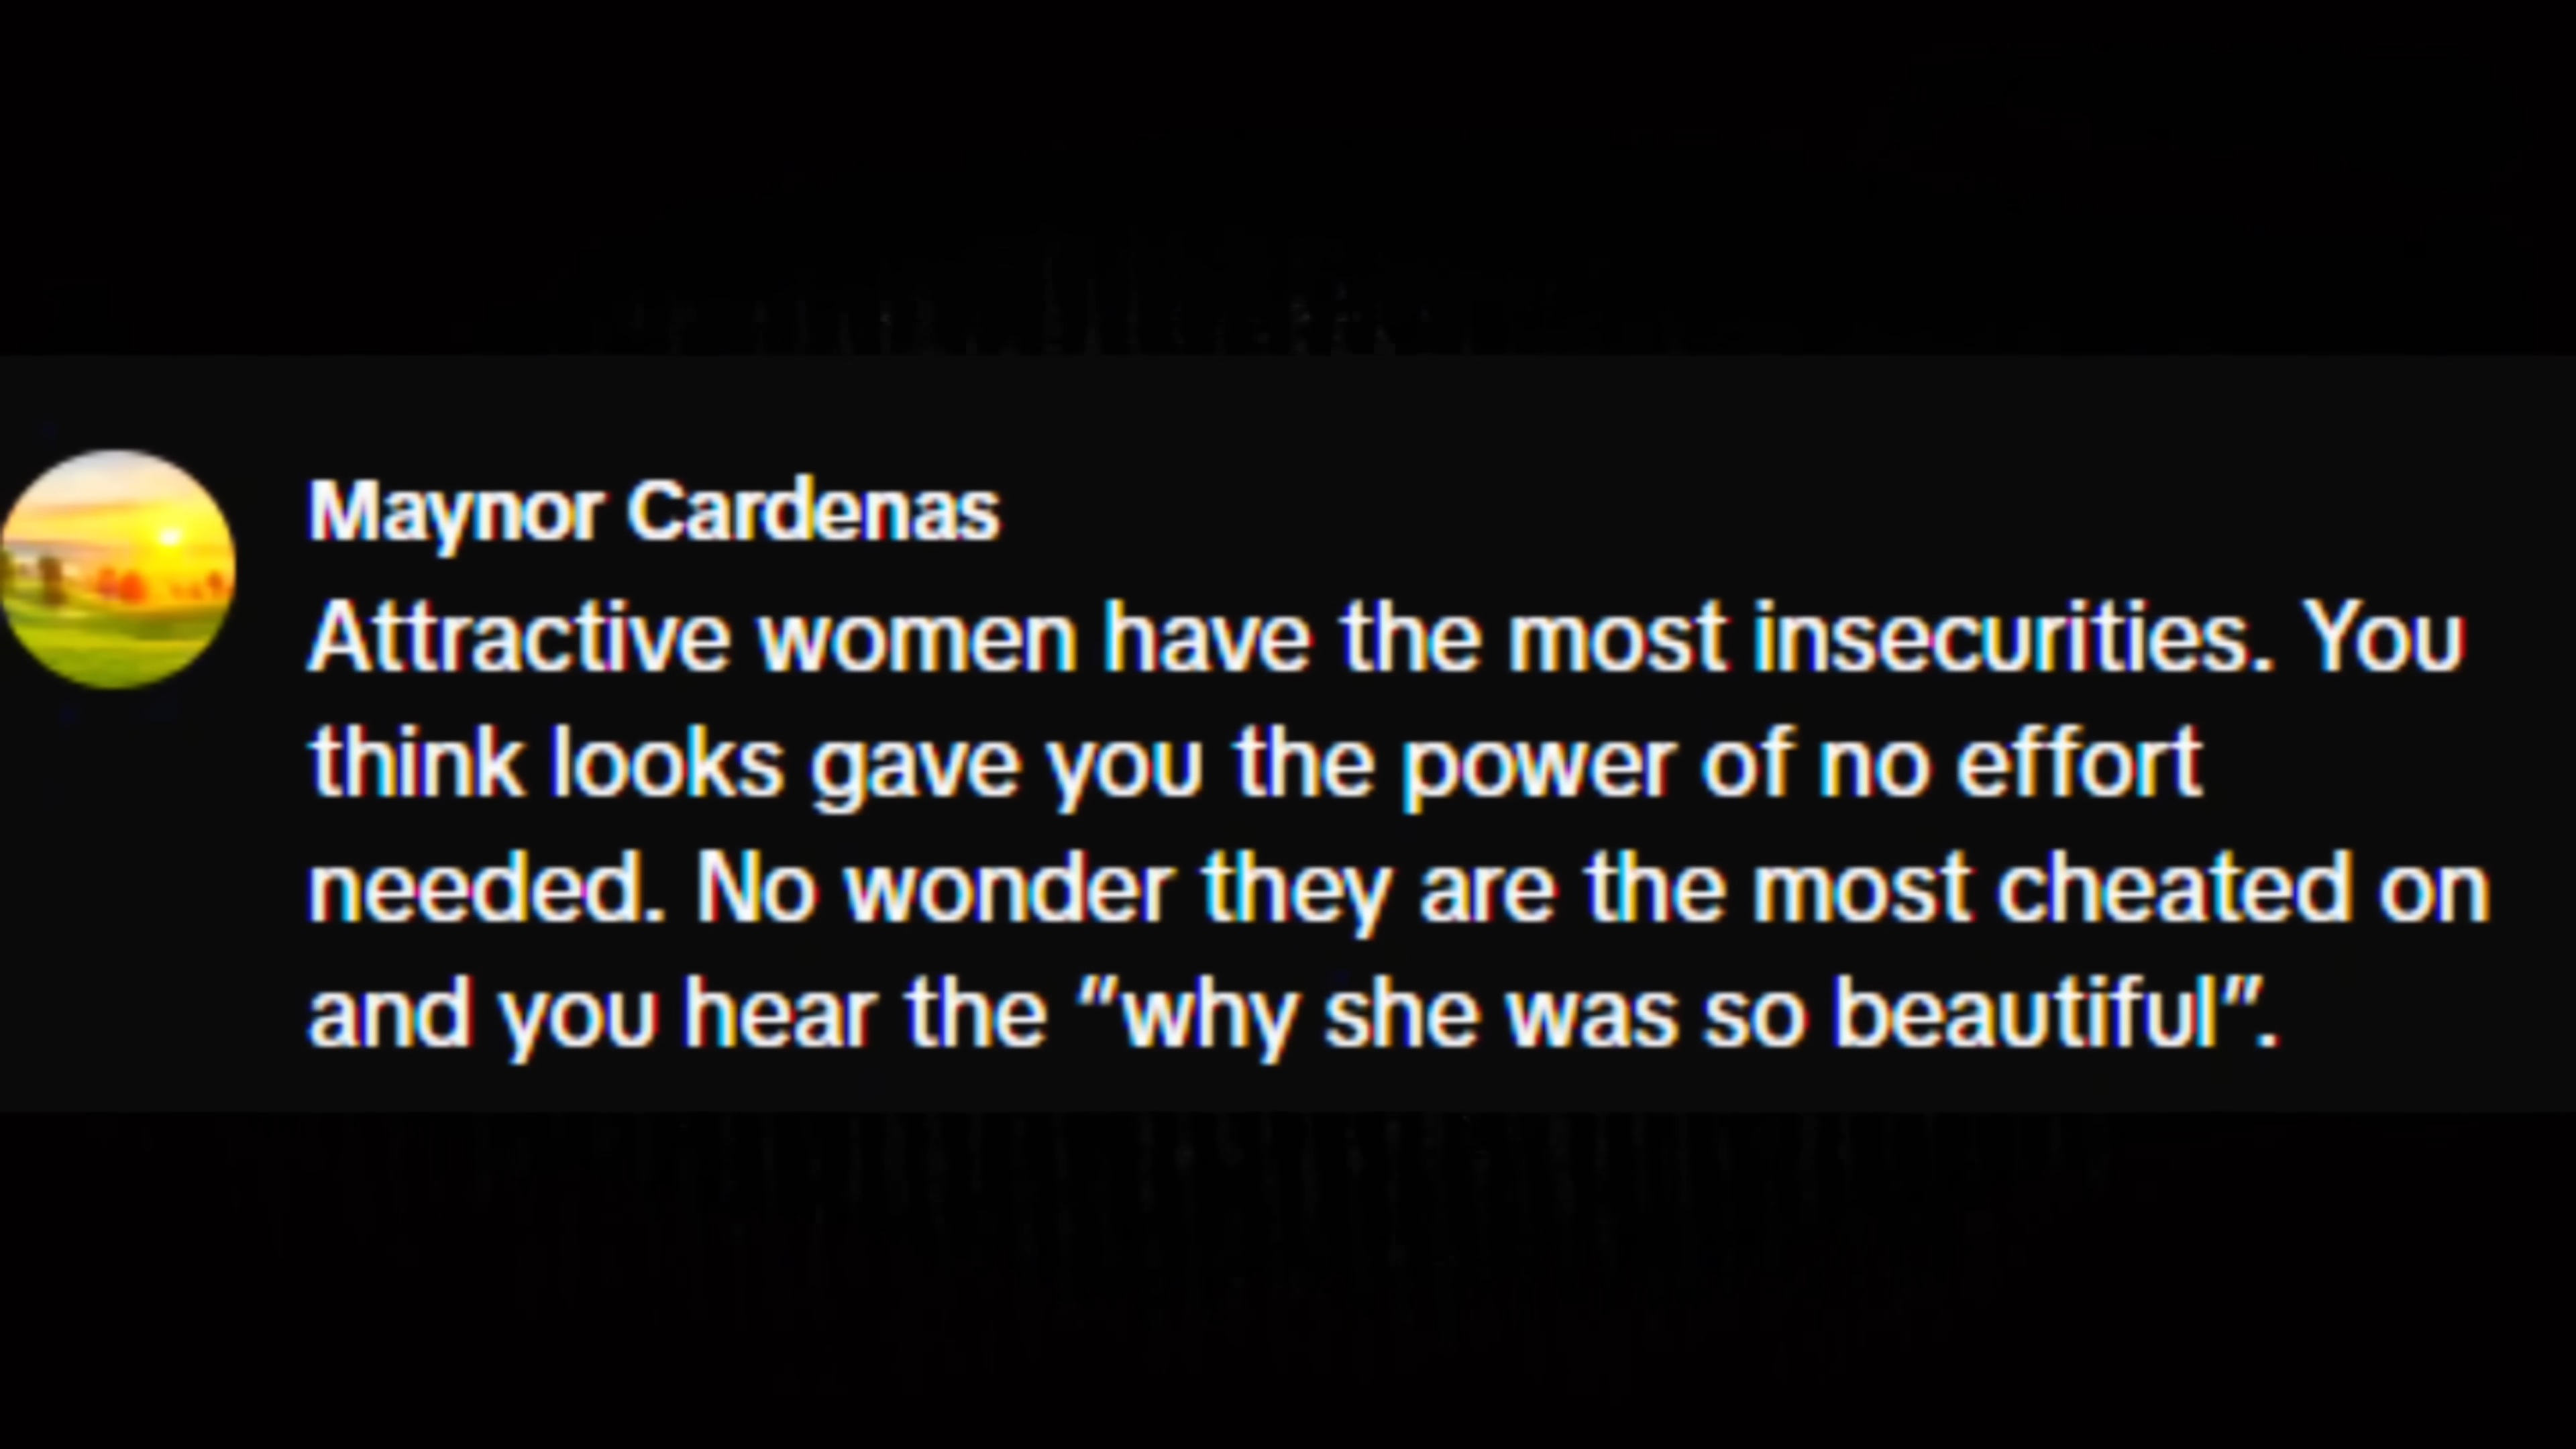 Maynor Cardenas
Attractive women have the most insecurities. You
think looks gave you the power of no effort
needed. No wonder they are the most cheated on
and you hear the "why she was so beautiful".